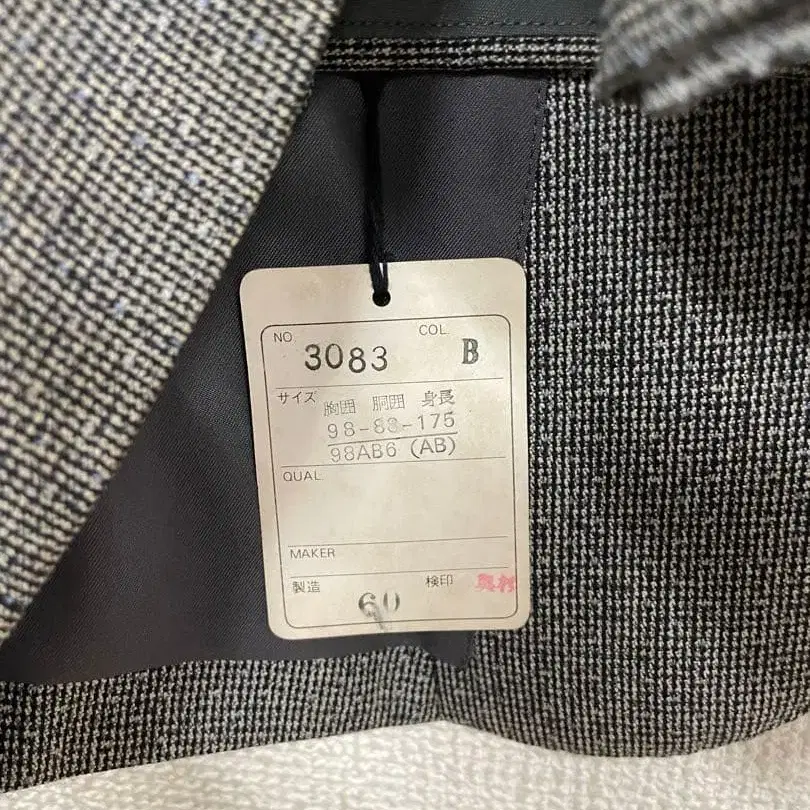 NO. 3083 COL. B
サイズ 胸囲 胴囲 身長
98-83-175
98AB6 (AB)
QUAL.
MAKER
製造 60 検印